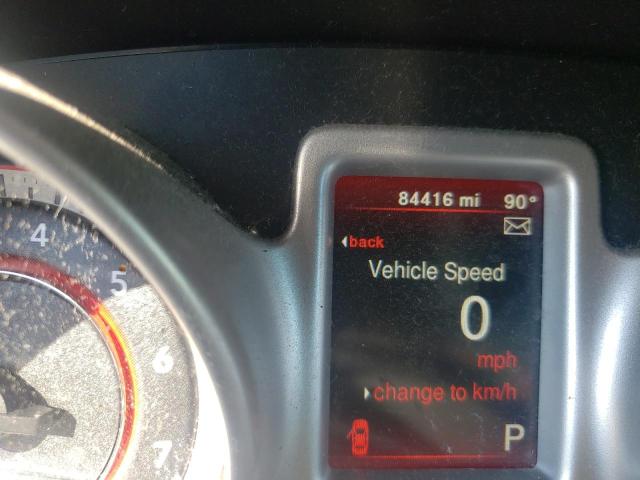 84416 mi 90°
back
Vehicle Speed
0
mph
change to km/h
P
4
5
6
7